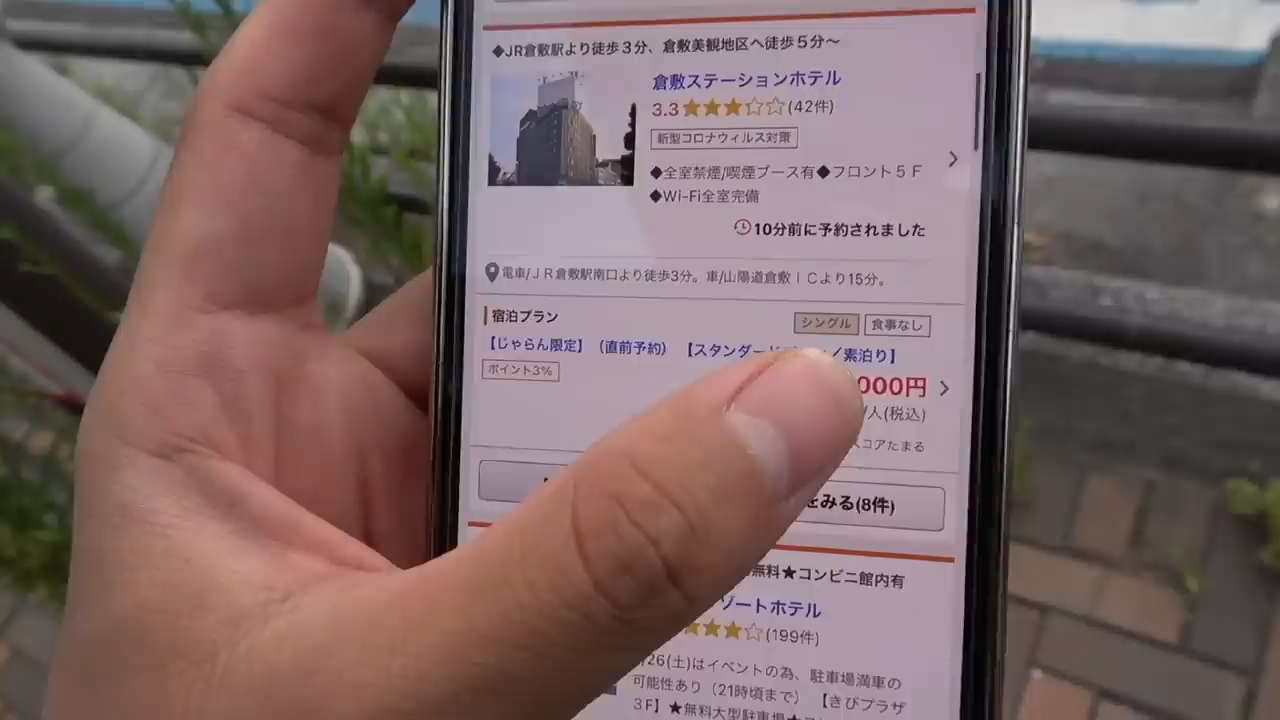 ◆JR倉敷駅より徒歩３分、倉敷美観地区へ徒歩５分～
倉敷ステーションホテル
3.3★★★☆☆(42件)
新型コロナウィルス対策
◆全室禁煙/喫煙ブース有◆フロント５Ｆ
◆Wi-Fi全室完備
10分前に予約されました
電車/ＪＲ倉敷駅南口より徒歩3分。車/山陽道倉敷ＩＣより15分。
宿泊プラン
シングル 食事なし
【じゃらん限定】（直前予約）【スタンダード／素泊り】
ポイント3%
000円
/人(税込)
スコアたまる
をみる(8件)
無料★コンビニ館内有
ゾートホテル
★★★☆(199件)
/26(土)はイベントの為、駐車場満車の
可能性あり（21時頃まで）【きびプラザ
３F】★無料大型駐車場★